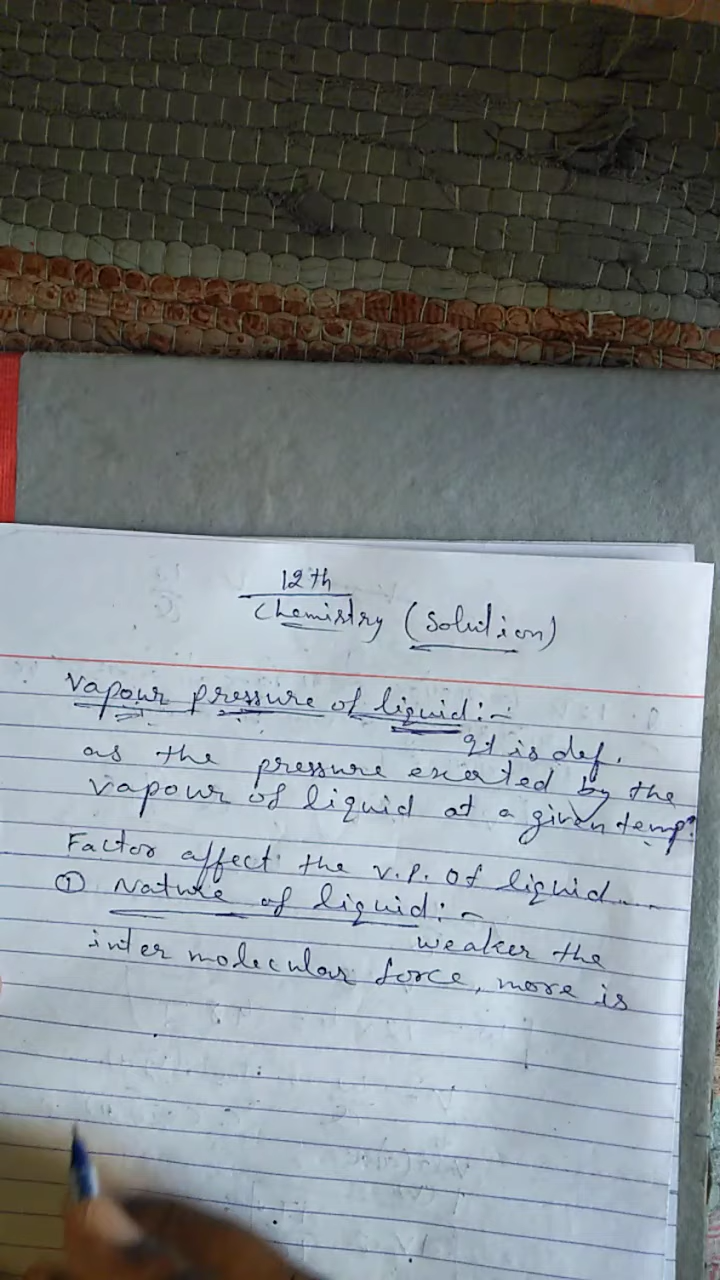 12th
Chemistry (Solution)
Vapour pressure of liquid:-
It is def.
as the pressure exerted by the
vapour of liquid at a given temp.
Factor affect the v.p. of liquid....
① Nature of liquid:-
weaker the
inter molecular force, more is